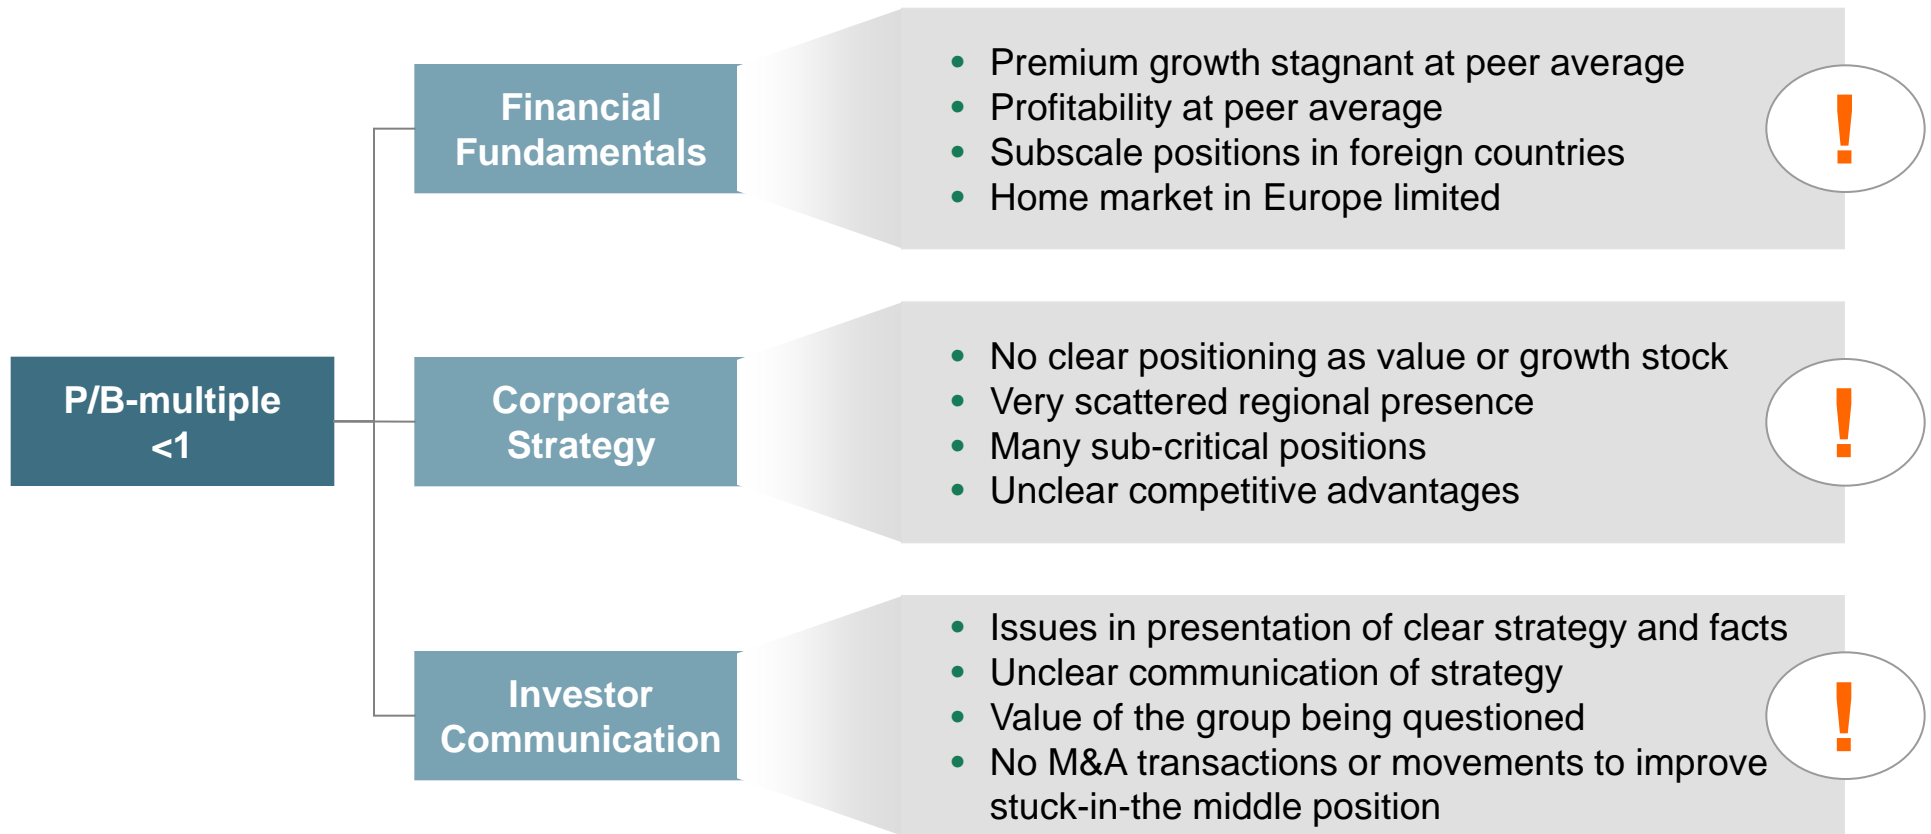 P/B-multiple
<1
Financial
Fundamentals
• Premium growth stagnant at peer average
• Profitability at peer average
• Subscale positions in foreign countries
• Home market in Europe limited
!
Corporate
Strategy
• No clear positioning as value or growth stock
• Very scattered regional presence
• Many sub-critical positions
• Unclear competitive advantages
!
Investor
Communication
• Issues in presentation of clear strategy and facts
• Unclear communication of strategy
• Value of the group being questioned
• No M&A transactions or movements to improve
stuck-in-the middle position
!